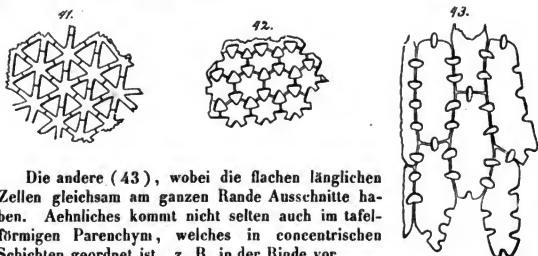 41.
42.
43.
Die andere (43), wobei die flachen länglichen
Zellen gleichsam am ganzen Rande Ausschnitte ha-
ben. Aehnliches kommt nicht selten auch im tafel-
förmigen Parenchym, welches in concentrischen
Schichten geordnet ist, z. B. in der Rinde vor.